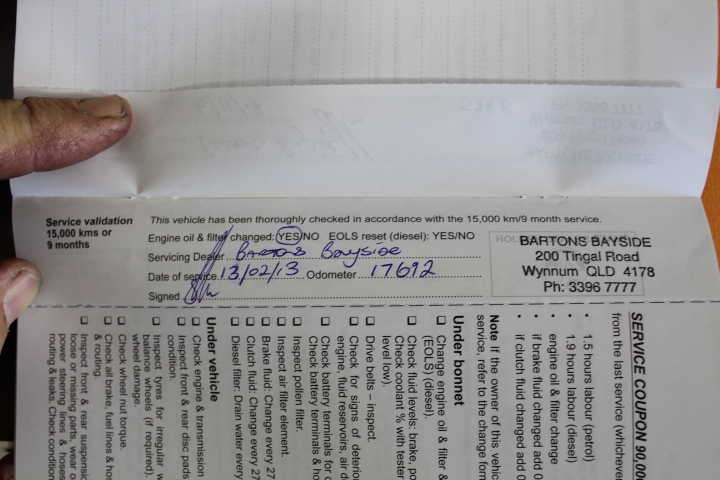 Service validation
15,000 kms or
9 months
This vehicle has been thoroughly checked in accordance with the 15,000 km/9 month service.
Engine oil & filter changed: YES/NO EOLS reset (diesel): YES/NO
Servicing Dealer Bartons Bayside
Date of service 13/02/13 Odometer 17692
Signed
BARTONS BAYSIDE
200 Tingal Road
Wynnum QLD 4178
Ph: 3396 7777
SERVICE COUPON 90,00
from the last service (whichever
• 1.5 hours labour (petrol)
• 1.9 hours labour (diesel)
• engine oil & filter change
• if brake fluid changed add 0
• if clutch fluid changed add 0
Note If the owner of this vehic
service, refer to the change form
Under bonnet
❑ Change engine oil & filter &
(EOLS) (diesel).
❑ Check fluid levels: brake, po
Check coolant % with tester
level low).
❑ Drive belts – inspect.
❑ Check for signs of deterior
engine, fluid reservoirs, air d
❑ Check battery terminals for c
Check battery terminals & ho
❑ Inspect pollen filter.
❑ Inspect air filter element.
❑ Brake fluid. Change every 27
❑ Clutch fluid. Change every 27
❑ Diesel filter: Drain water every
Under vehicle
❑ Check engine & transmission
❑ Inspect front & rear disc pads
condition.
❑ Inspect tyres for irregular w
balance wheels (if required).
wheel damage.
❑ Check wheel nut torque.
❑ Check all brake, fuel lines & hos
& routing.
❑ Inspect front & rear suspensio
loose or missing parts, wear o
power steering lines & hoses
routing & leaks. Check condition